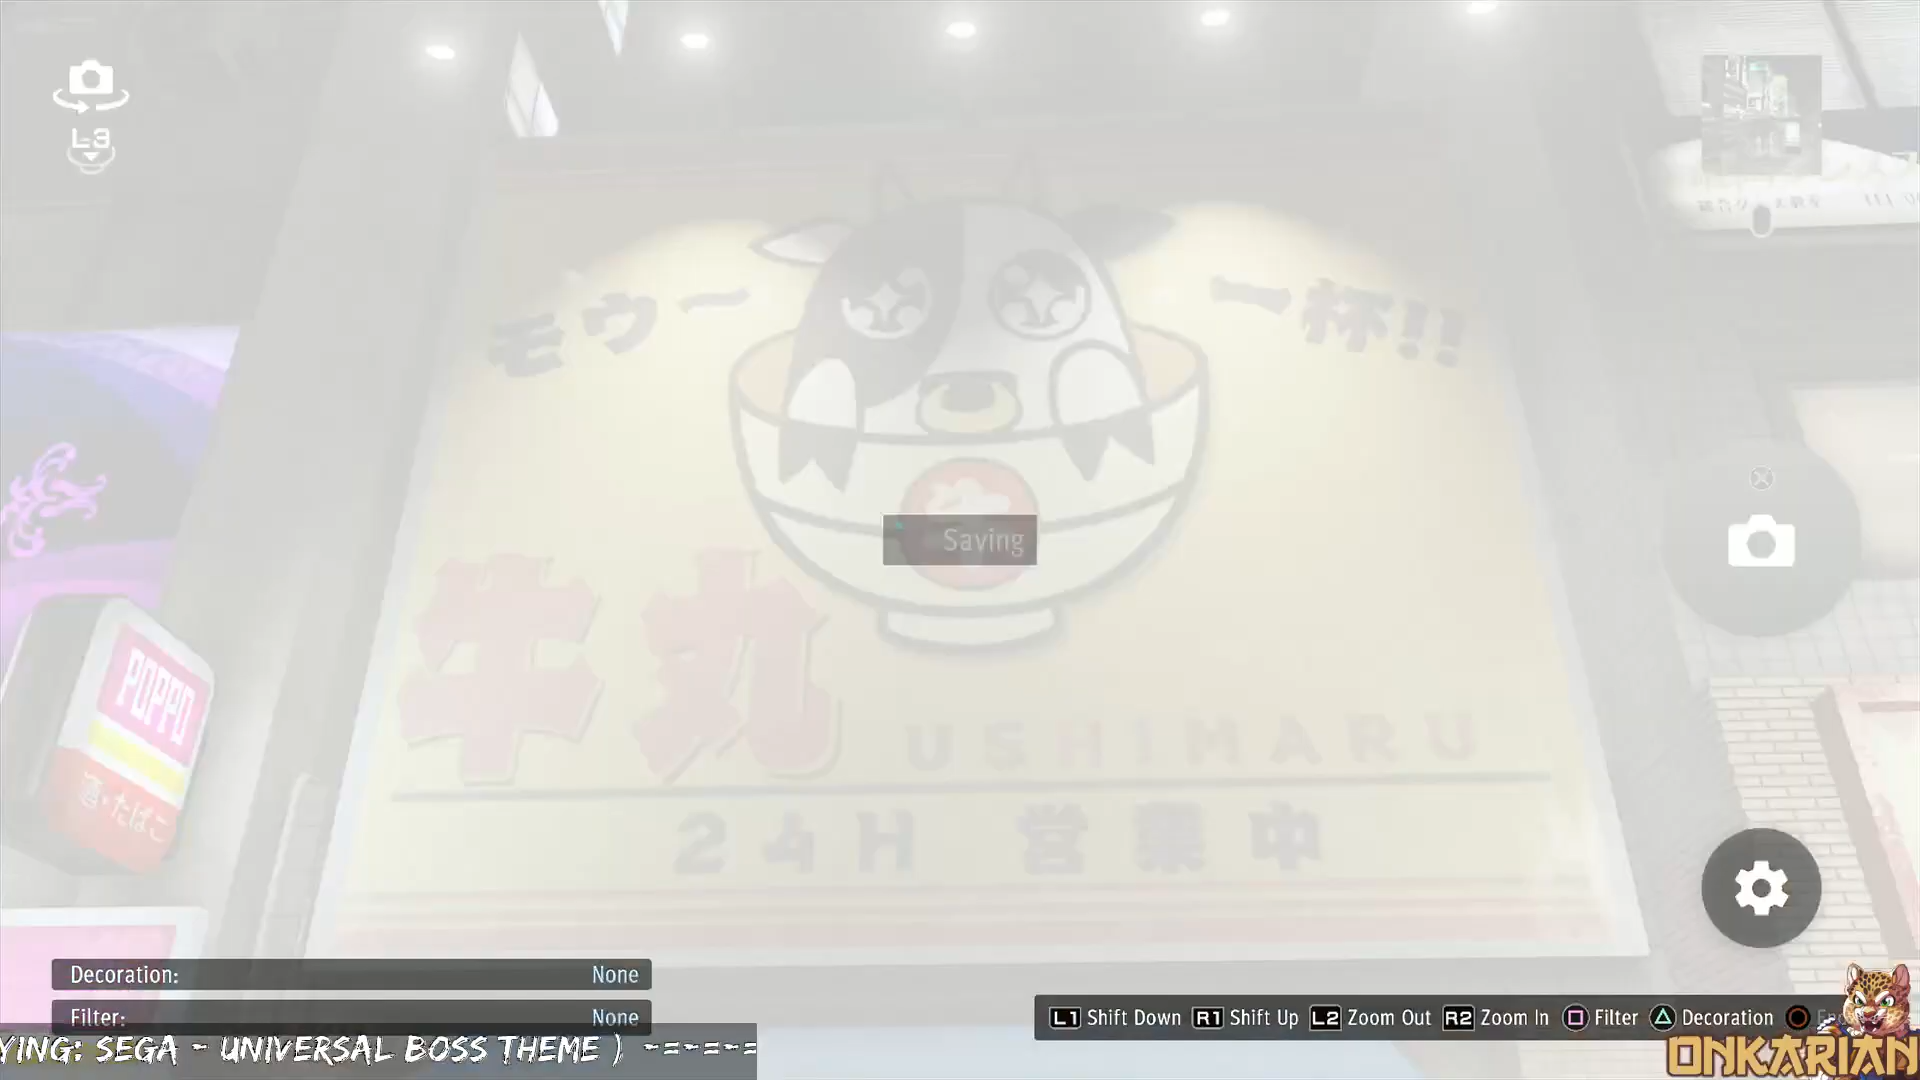 L3
モウー 一杯!!
Saving
POPPO
酒・たばこ
牛丸
USHIMARU
24H 営業中
Decoration: None
Filter: None
L1 Shift Down R1 Shift Up L2 Zoom Out R2 Zoom In Filter Decoration
YING: SEGA - UNIVERSAL BOSS THEME ) -=-=-=
ONKARIAN